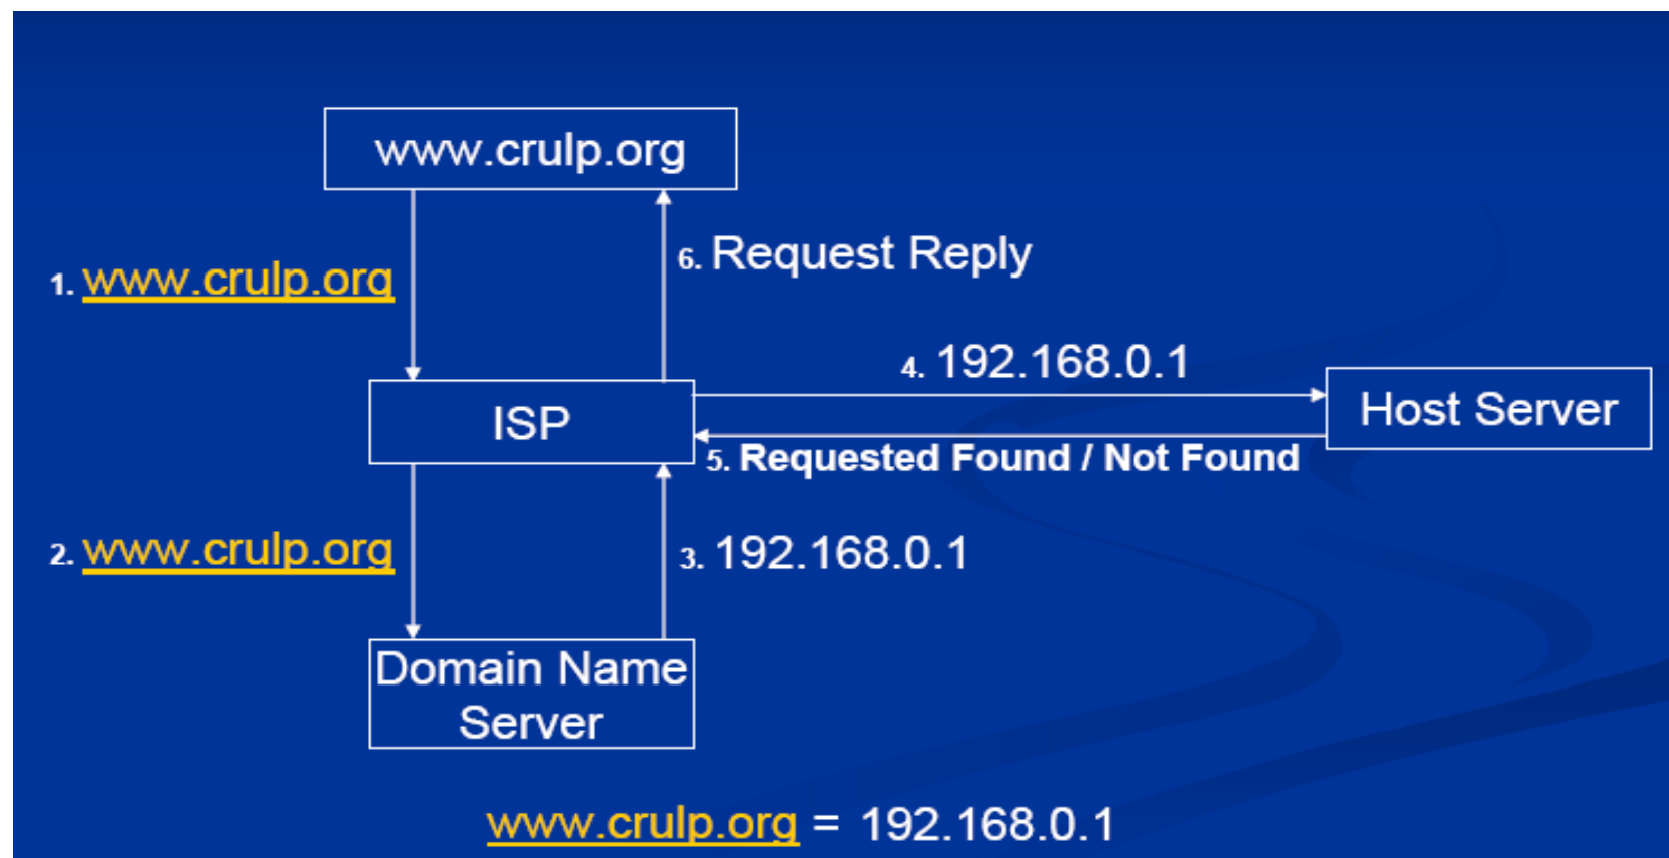 www.crulp.org
6. Request Reply
1. www.crulp.org
4. 192.168.0.1
ISP
Host Server
5. Requested Found / Not Found
2. www.crulp.org
3. 192.168.0.1
Domain Name
Server
www.crulp.org = 192.168.0.1